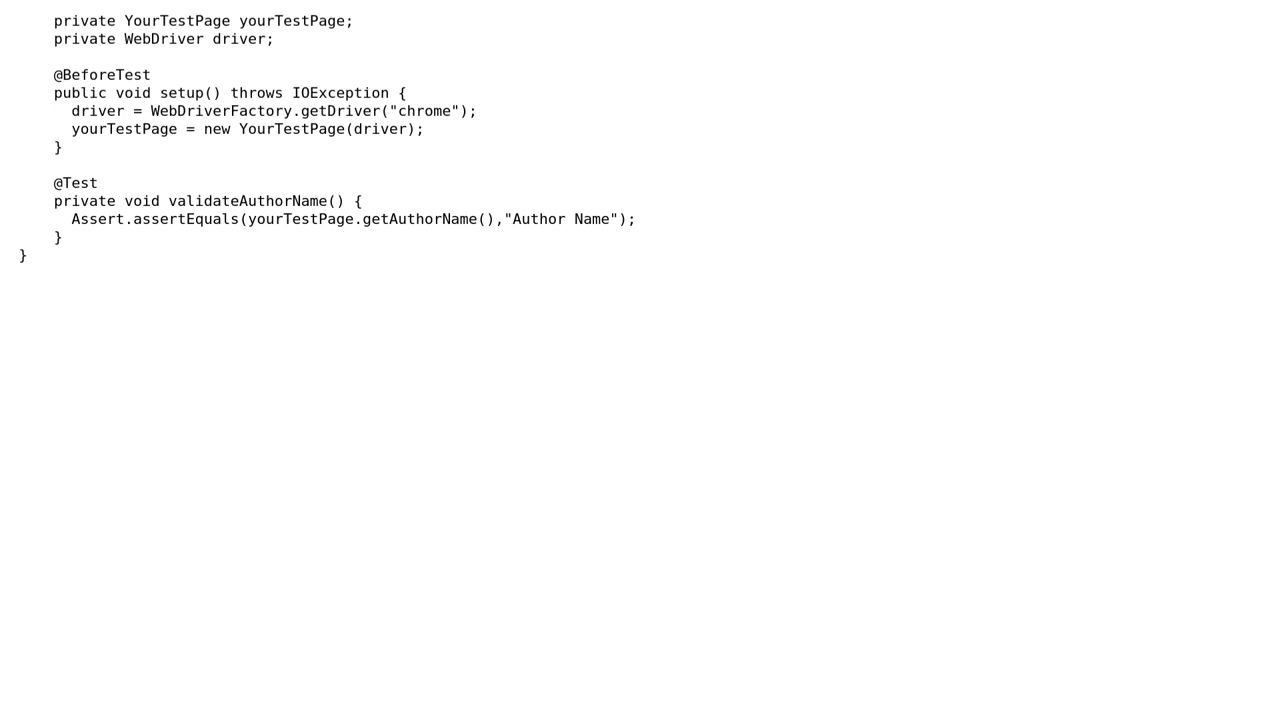 private YourTestPage yourTestPage;
private WebDriver driver;
@BeforeTest
public void setup() throws IOException {
driver = WebDriverFactory.getDriver("chrome");
yourTestPage = new YourTestPage(driver);
}
@Test
private void validateAuthorName() {
Assert.assertEquals(yourTestPage.getAuthorName(),"Author Name");
}
}